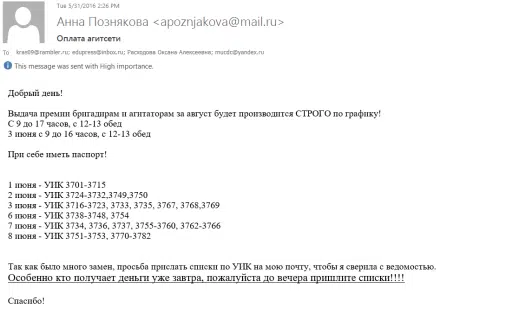 Tue 5/31/2016 2:26 PM
Анна Познякова <apoznjakova@mail.ru>
Оплата агитсети
To kras69@rambler.ru; edupress@inbox.ru; Расходова Оксана Алексеевна; murdc@yandex.ru
This message was sent with High importance.
Добрый день!
Выдача премии бригадирам и агитаторам за август будет производится СТРОГО по графику!
С 9 до 17 часов, с 12-13 обед
3 июня с 9 до 16 часов, с 12-13 обед
При себе иметь паспорт!
1 июня - УИК 3701-3715
2 июня - УИК 3724-3732,3749,3750
3 июня - УИК 3716-3723, 3733, 3735, 3767, 3768,3769
6 июня - УИК 3738-3748, 3754
7 июня - УИК 3734, 3736, 3737, 3755-3760, 3762-3766
8 июня - УИК 3751-3753, 3770-3782
Так как было много замен, просьба прислать списки по УИК на мою почту, чтобы я сверила с ведомостью.
Особенно кто получает деньги уже завтра, пожалуйста до вечера пришлите списки!!!!
Спасибо!